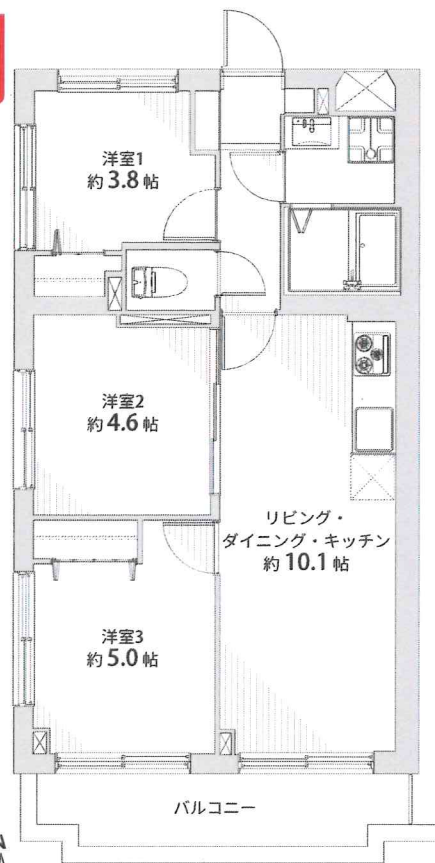 洋室1
約3.8帖
洋室2
約4.6帖
リビング・
ダイニング・キッチン
約10.1帖
洋室3
約5.0帖
バルコニー
N